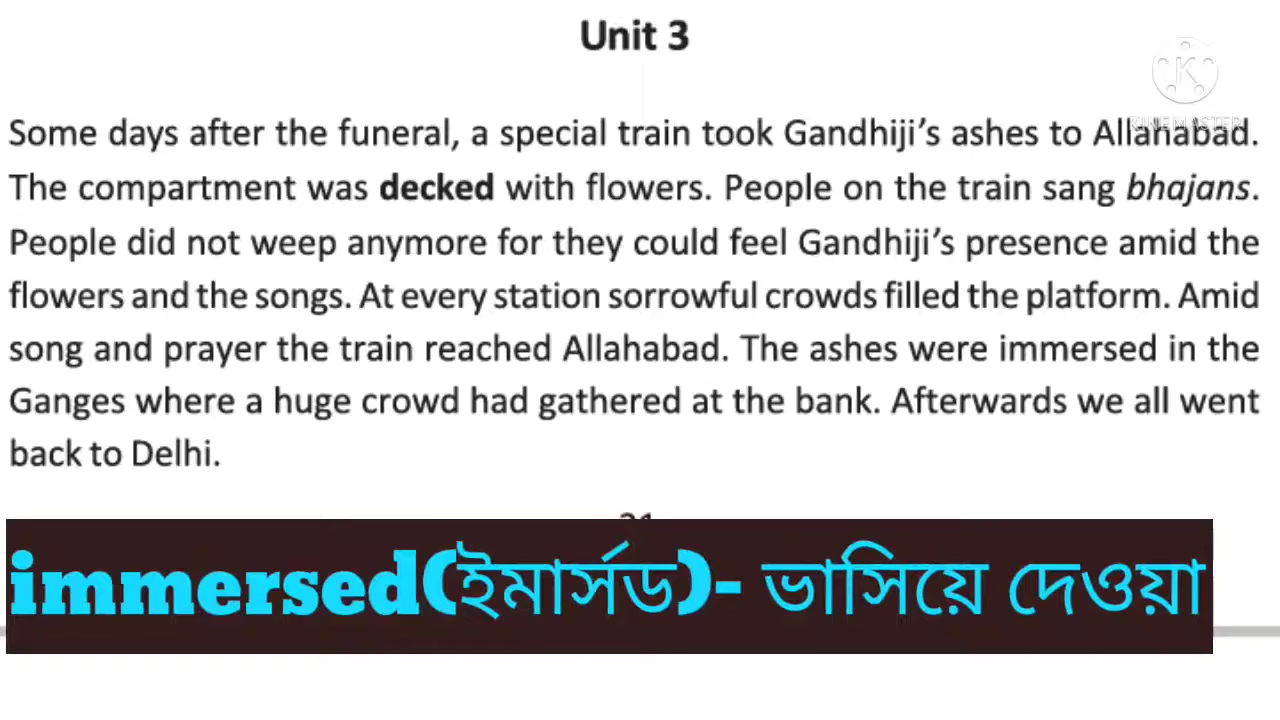 Unit 3
KINEMASTER
Some days after the funeral, a special train took Gandhiji’s ashes to Allahabad.
The compartment was decked with flowers. People on the train sang bhajans.
People did not weep anymore for they could feel Gandhiji’s presence amid the
flowers and the songs. At every station sorrowful crowds filled the platform. Amid
song and prayer the train reached Allahabad. The ashes were immersed in the
Ganges where a huge crowd had gathered at the bank. Afterwards we all went
back to Delhi.
immersed(ইমার্সড)- ভাসিয়ে দেওয়া